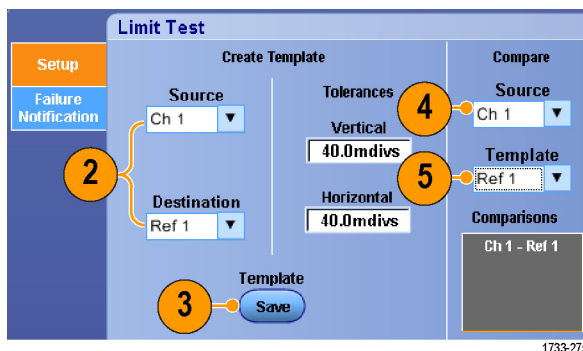 Limit Test
Setup
Failure
Notification
Create Template
Source
Ch 1
2
Destination
Ref 1
Tolerances
Vertical
40.0mdivs
Horizontal
40.0mdivs
3
Template
Save
Compare
4
Source
Ch 1
5
Template
Ref 1
Comparisons
Ch 1 - Ref 1